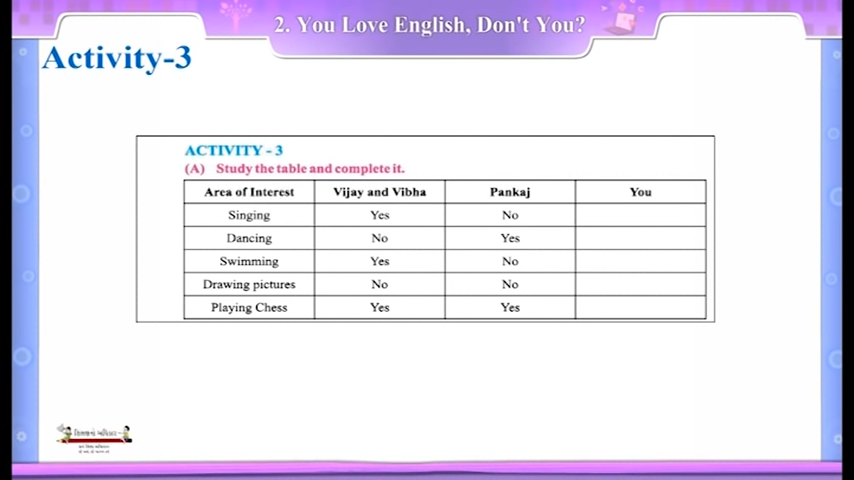 2. You Love English, Don't You?
Activity-3
ACTIVITY - 3
(A) Study the table and complete it.
Area of Interest Vijay and Vibha Pankaj You
Singing Yes No
Dancing No Yes
Swimming Yes No
Drawing pictures No No
Playing Chess Yes Yes